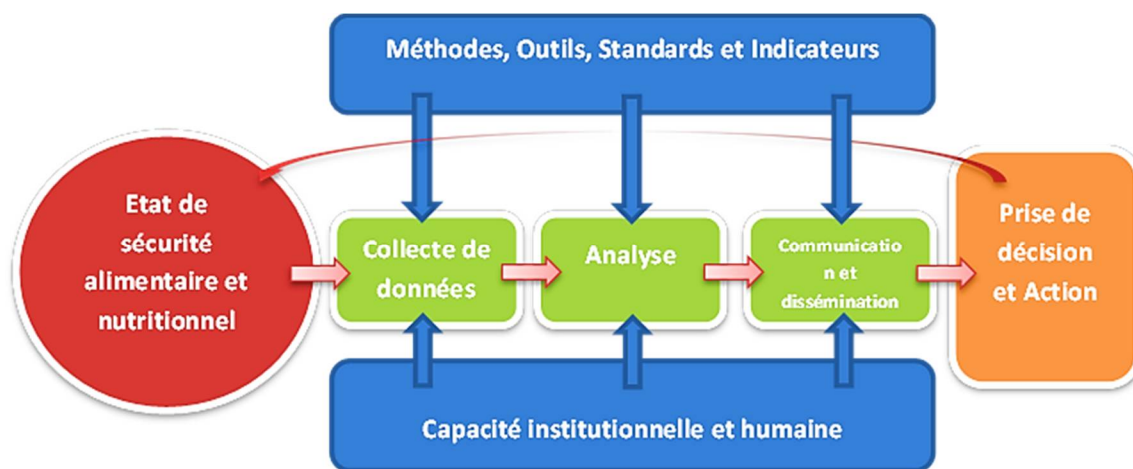 Méthodes, Outils, Standards et Indicateurs
Etat de
sécurité
alimentaire et
nutritionnel
Collecte de
données
Analyse
Communicatio
n et
dissémination
Prise de
décision
et Action
Capacité institutionnelle et humaine